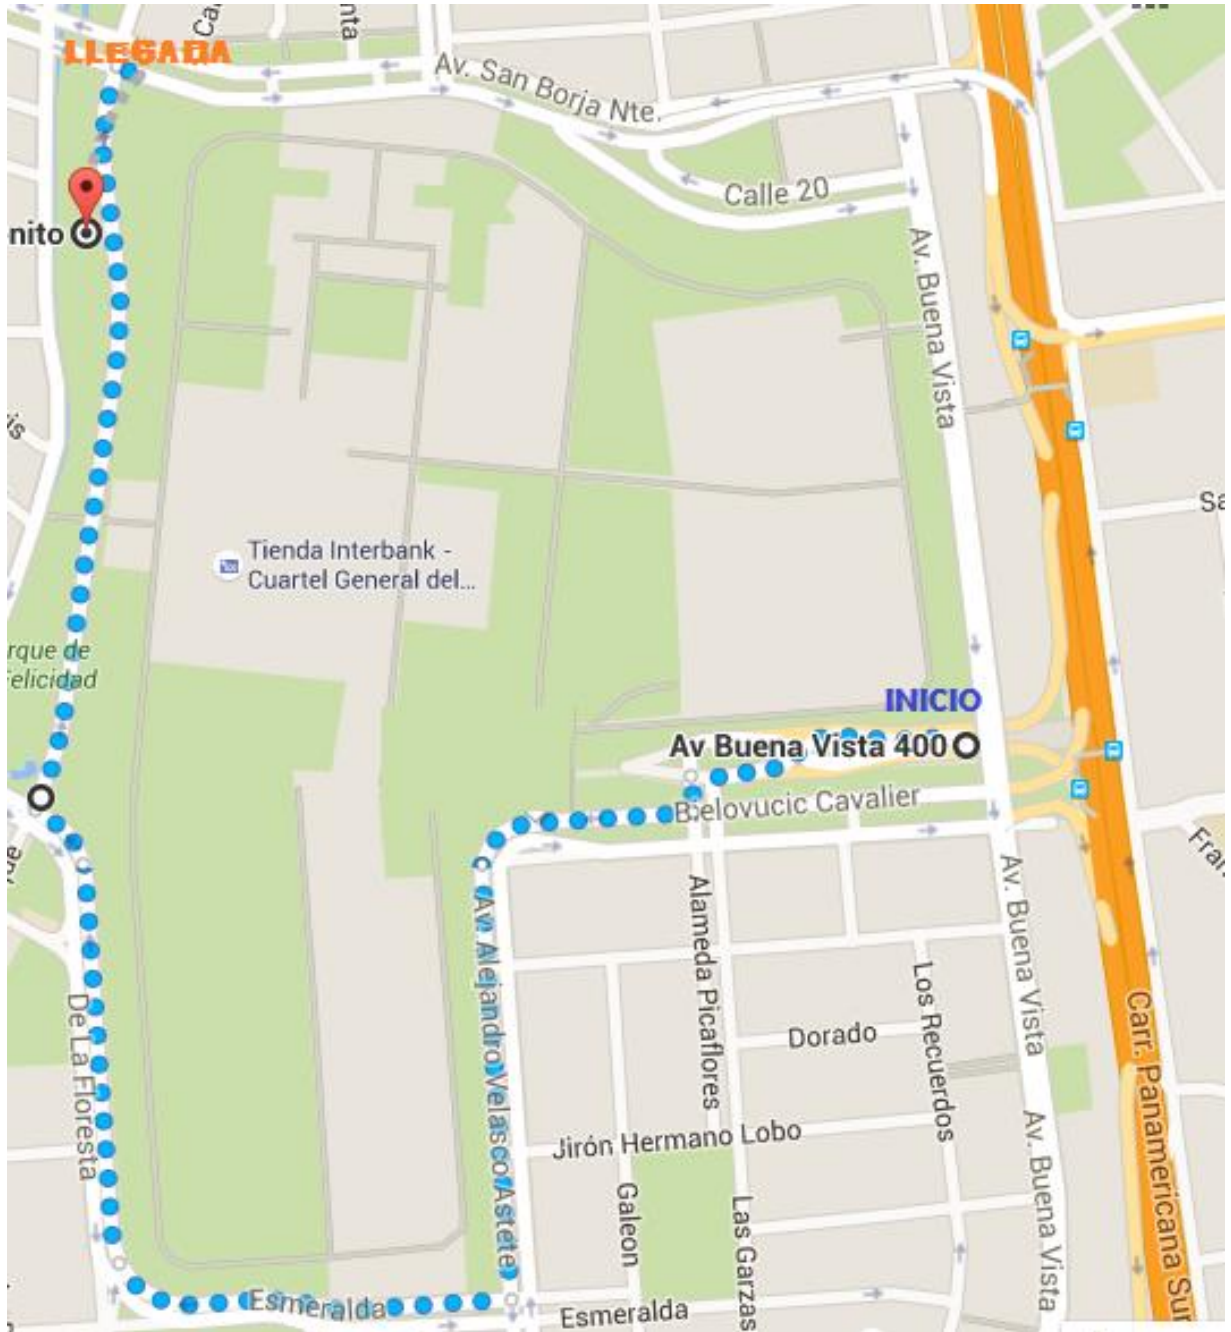 LLEGADA
Av. San Borja Nte.
Calle 20
nito
Av. Buena Vista
Tienda Interbank -
Cuartel General del...
rque de
elicidad
INICIO
Av Buena Vista 400
Bielovucic Cavalier
Av. Alejandro Velasco Astete
Alameda Picaflores
Los Recuerdos
Av. Buena Vista
Dorado
De La Floresta
Carr. Panamericana Sur
Jirón Hermano Lobo
Galeon
Las Garzas
Av. Buena Vista
Esmeralda
Esmeralda